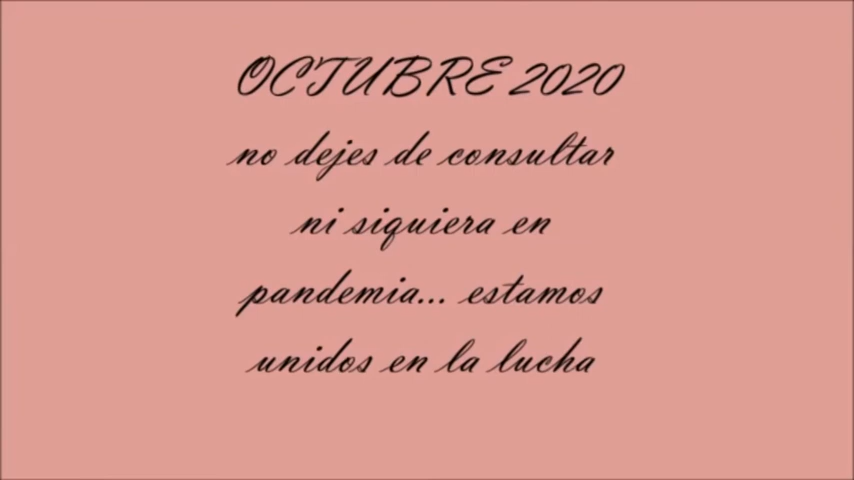 OCTUBRE 2020
no dejes de consultar
ni siquiera en
pandemia... estamos
unidos en la lucha